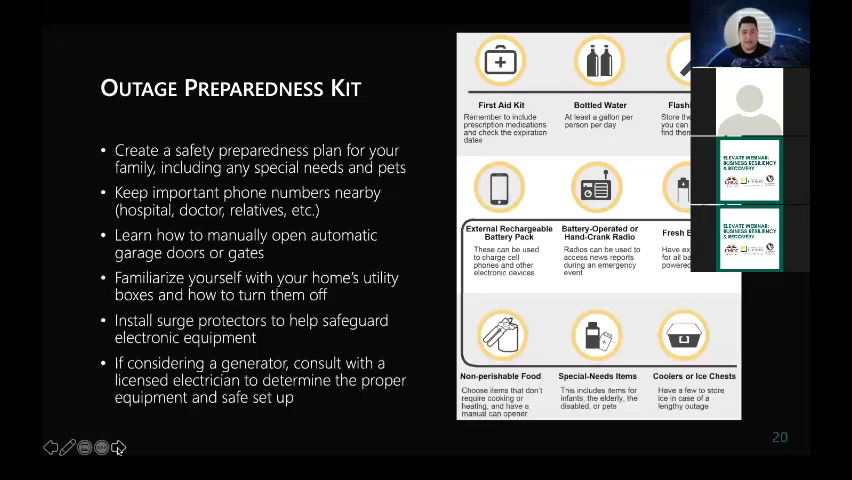 OUTAGE PREPAREDNESS KIT
• Create a safety preparedness plan for your
family, including any special needs and pets
• Keep important phone numbers nearby
(hospital, doctor, relatives, etc.)
• Learn how to manually open automatic
garage doors or gates
• Familiarize yourself with your home's utility
boxes and how to turn them off
• Install surge protectors to help safeguard
electronic equipment
• If considering a generator, consult with a
licensed electrician to determine the proper
equipment and safe set up
First Aid Kit
Remember to include
prescription medications
and check the expiration
dates
Bottled Water
At least a gallon per
person per day
Store the
you can
find them
External Rechargeable
Battery Pack
These can be used
to charge cell
phones and other
electronic devices
Battery-Operated or
Hand-Crank Radio
Radios can be used to
access news reports
during an emergency
event
Fresh
for all
powered
Non-perishable Food
Choose items that don't
require cooking or
heating, and have a
manual can opener
Special-Needs Items
This includes items for
infants, the elderly, the
disabled, or pets
Coolers or Ice Chests
Have a few to store
ice in case of a
lengthy outage
ELEVATE WEBINAR:
BUSINESS RESILIENCY
& RECOVERY
ELEVATE WEBINAR:
BUSINESS RESILIENCY
& RECOVERY
20